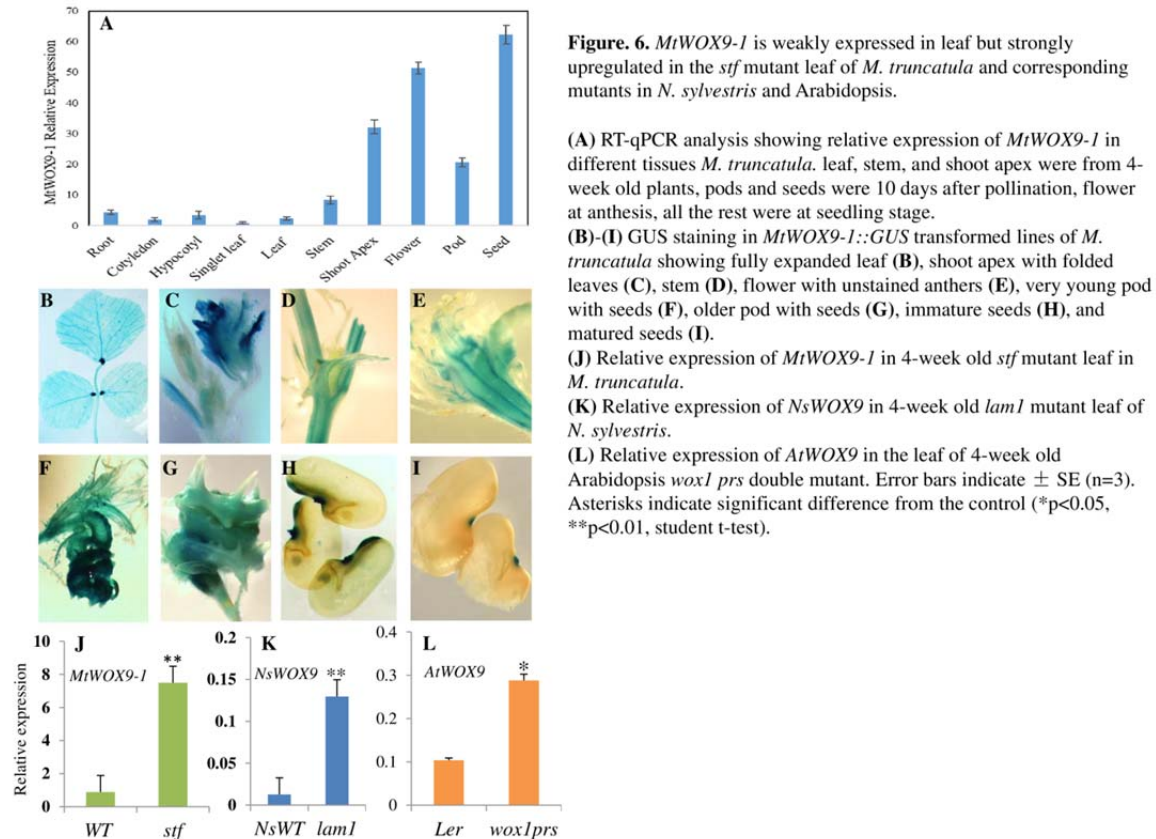 A
MtWOX9-1 Relative Expression
70
60
50
40
30
20
10
0
Root
Cotyledon
Hypocotyl
Singlet leaf
Leaf
Stem
Shoot Apex
Flower
Pod
Seed
B
C
D
E
F
G
H
I
J
MtWOX9-1
Relative expression
10
8
6
4
2
0
**
WT stf
K
NsWOX9
0.2
0.15
0.1
0.05
0
**
NsWT lam1
L
AtWOX9
0.4
0.3
0.2
0.1
0
*
Ler wox1prs
Figure. 6. MtWOX9-1 is weakly expressed in leaf but strongly
upregulated in the stf mutant leaf of M. truncatula and corresponding
mutants in N. sylvestris and Arabidopsis.
(A) RT-qPCR analysis showing relative expression of MtWOX9-1 in
different tissues M. truncatula. leaf, stem, and shoot apex were from 4-
week old plants, pods and seeds were 10 days after pollination, flower
at anthesis, all the rest were at seedling stage.
(B)-(I) GUS staining in MtWOX9-1::GUS transformed lines of M.
truncatula showing fully expanded leaf (B), shoot apex with folded
leaves (C), stem (D), flower with unstained anthers (E), very young pod
with seeds (F), older pod with seeds (G), immature seeds (H), and
matured seeds (I).
(J) Relative expression of MtWOX9-1 in 4-week old stf mutant leaf in
M. truncatula.
(K) Relative expression of NsWOX9 in 4-week old lam1 mutant leaf of
N. sylvestris.
(L) Relative expression of AtWOX9 in the leaf of 4-week old
Arabidopsis wox1 prs double mutant. Error bars indicate ± SE (n=3).
Asterisks indicate significant difference from the control (*p<0.05,
**p<0.01, student t-test).